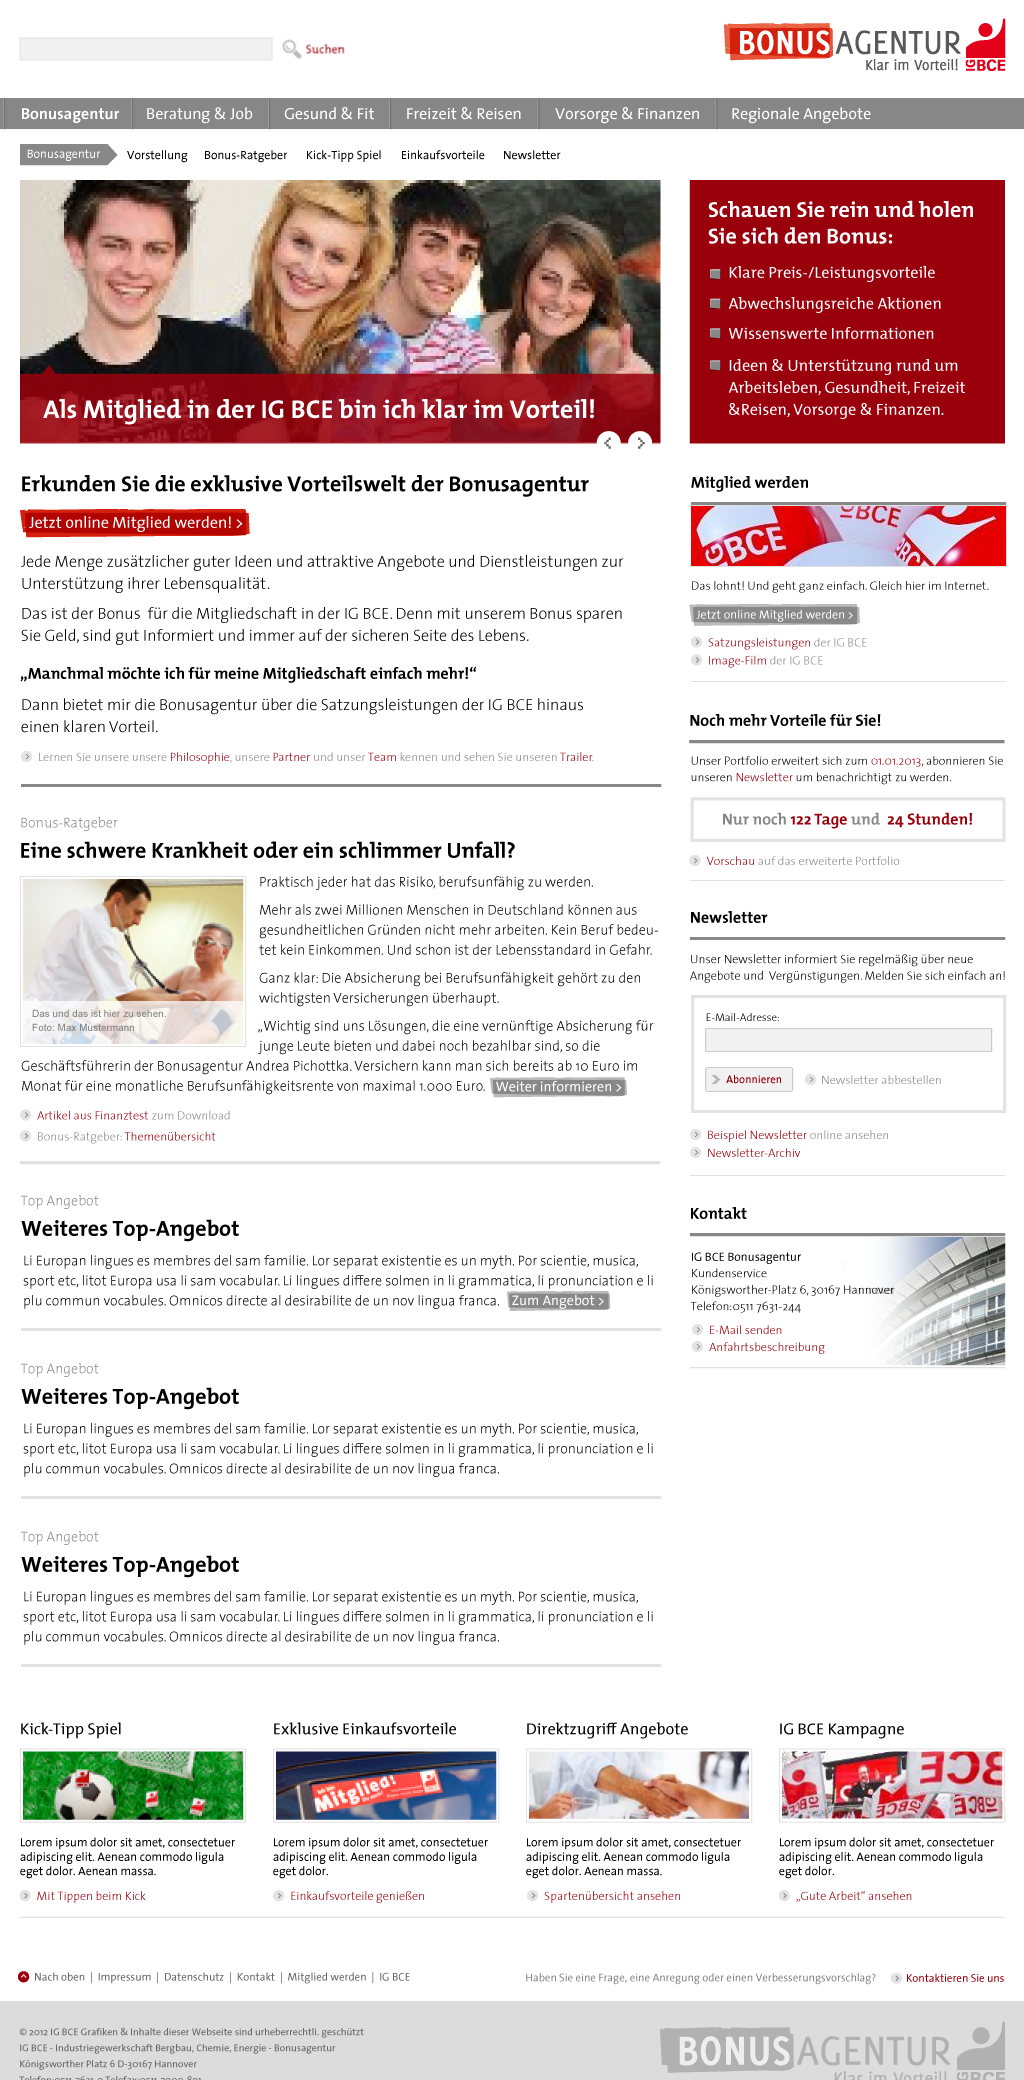 Suchen
BONUSAGENTUR
Klar im Vorteil!
IGBCE
Bonusagentur
Beratung & Job
Gesund & Fit
Freizeit & Reisen
Vorsorge & Finanzen
Regionale Angebote
Bonusagentur
Vorstellung
Bonus-Ratgeber
Kick-Tipp Spiel
Einkaufsvorteile
Newsletter
Als Mitglied in der IG BCE bin ich klar im Vorteil!
Schauen Sie rein und holen
Sie sich den Bonus:
Klare Preis-/Leistungsvorteile
Abwechslungsreiche Aktionen
Wissenswerte Informationen
Ideen & Unterstützung rund um
Arbeitsleben, Gesundheit, Freizeit
&Reisen, Vorsorge & Finanzen.
Erkunden Sie die exklusive Vorteilswelt der Bonusagentur
Jetzt online Mitglied werden! >
Jede Menge zusätzlicher guter Ideen und attraktive Angebote und Dienstleistungen zur
Unterstützung ihrer Lebensqualität.
Das ist der Bonus für die Mitgliedschaft in der IG BCE. Denn mit unserem Bonus sparen
Sie Geld, sind gut Informiert und immer auf der sicheren Seite des Lebens.
„Manchmal möchte ich für meine Mitgliedschaft einfach mehr!“
Dann bietet mir die Bonusagentur über die Satzungsleistungen der IG BCE hinaus
einen klaren Vorteil.
Lernen Sie unsere unsere Philosophie, unsere Partner und unser Team kennen und sehen Sie unseren Trailer.
Bonus-Ratgeber
Eine schwere Krankheit oder ein schlimmer Unfall?
Das und das ist hier zu sehen.
Foto: Max Mustermann
Praktisch jeder hat das Risiko, berufsunfähig zu werden.
Mehr als zwei Millionen Menschen in Deutschland können aus
gesundheitlichen Gründen nicht mehr arbeiten. Kein Beruf bedeu-
tet kein Einkommen. Und schon ist der Lebensstandard in Gefahr.
Ganz klar: Die Absicherung bei Berufsunfähigkeit gehört zu den
wichtigsten Versicherungen überhaupt.
„Wichtig sind uns Lösungen, die eine vernünftige Absicherung für
junge Leute bieten und dabei noch bezahlbar sind, so die
Geschäftsführerin der Bonusagentur Andrea Pichottka. Versichern kann man sich bereits ab 10 Euro im
Monat für eine monatliche Berufsunfähigkeitsrente von maximal 1.000 Euro. Weiter informieren >
Artikel aus Finanztest zum Download
Bonus-Ratgeber: Themenübersicht
Top Angebot
Weiteres Top-Angebot
Li Europan lingues es membres del sam familie. Lor separat existentie es un myth. Por scientie, musica,
sport etc, litot Europa usa li sam vocabular. Li lingues differe solmen in li grammatica, li pronunciation e li
plu commun vocabules. Omnicos directe al desirabilite de un nov lingua franca. Zum Angebot >
Top Angebot
Weiteres Top-Angebot
Li Europan lingues es membres del sam familie. Lor separat existentie es un myth. Por scientie, musica,
sport etc, litot Europa usa li sam vocabular. Li lingues differe solmen in li grammatica, li pronunciation e li
plu commun vocabules. Omnicos directe al desirabilite de un nov lingua franca.
Top Angebot
Weiteres Top-Angebot
Li Europan lingues es membres del sam familie. Lor separat existentie es un myth. Por scientie, musica,
sport etc, litot Europa usa li sam vocabular. Li lingues differe solmen in li grammatica, li pronunciation e li
plu commun vocabules. Omnicos directe al desirabilite de un nov lingua franca.
Mitglied werden
IGBCE
IGBCE
IGBCE
Das lohnt! Und geht ganz einfach. Gleich hier im Internet.
Jetzt online Mitglied werden >
Satzungsleistungen der IG BCE
Image-Film der IG BCE
Noch mehr Vorteile für Sie!
Unser Portfolio erweitert sich zum 01.01.2013, abonnieren Sie
unseren Newsletter um benachrichtigt zu werden.
Nur noch 122 Tage und 24 Stunden!
Vorschau auf das erweiterte Portfolio
Newsletter
Unser Newsletter informiert Sie regelmäßig über neue
Angebote und Vergünstigungen. Melden Sie sich einfach an!
E-Mail-Adresse:
Abonnieren
Newsletter abbestellen
Beispiel Newsletter online ansehen
Newsletter-Archiv
Kontakt
IG BCE Bonusagentur
Kundenservice
Königsworther-Platz 6, 30167 Hannover
Telefon:0511 7631-244
E-Mail senden
Anfahrtsbeschreibung
Kick-Tipp Spiel
Lorem ipsum dolor sit amet, consectetuer
adipiscing elit. Aenean commodo ligula
eget dolor. Aenean massa.
Mit Tippen beim Kick
Exklusive Einkaufsvorteile
Mitglied!
Lorem ipsum dolor sit amet, consectetuer
adipiscing elit. Aenean commodo ligula
eget dolor.
Einkaufsvorteile genießen
Direktzugriff Angebote
Lorem ipsum dolor sit amet, consectetuer
adipiscing elit. Aenean commodo ligula
eget dolor. Aenean massa.
Spartenübersicht ansehen
IG BCE Kampagne
BCE
IGBCE
Lorem ipsum dolor sit amet, consectetuer
adipiscing elit. Aenean commodo ligula
eget dolor.
„Gute Arbeit“ ansehen
Nach oben | Impressum | Datenschutz | Kontakt | Mitglied werden | IG BCE
Haben Sie eine Frage, eine Anregung oder einen Verbesserungsvorschlag?
Kontaktieren Sie uns
© 2012 IG BCE Grafiken & Inhalte dieser Webseite sind urheberrechtli. geschützt
IG BCE - Industriegewerkschaft Bergbau, Chemie, Energie - Bonusagentur
Königsworther Platz 6 D-30167 Hannover
Telefon:0511 7631-0 Telefax:0511 7000-891
BONUSAGENTUR
Klar im Vorteil!
IGBCE